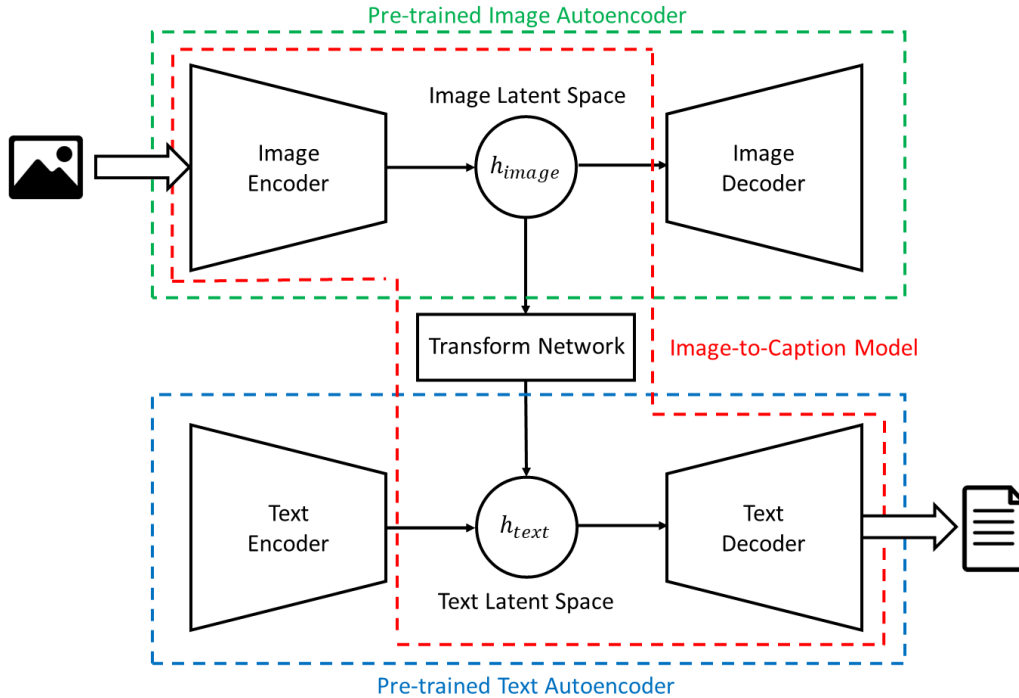 Pre-trained Image Autoencoder
Image Latent Space
Image
Encoder
h_image
Image
Decoder
Transform Network
Image-to-Caption Model
Text
Encoder
h_text
Text
Decoder
Text Latent Space
Pre-trained Text Autoencoder